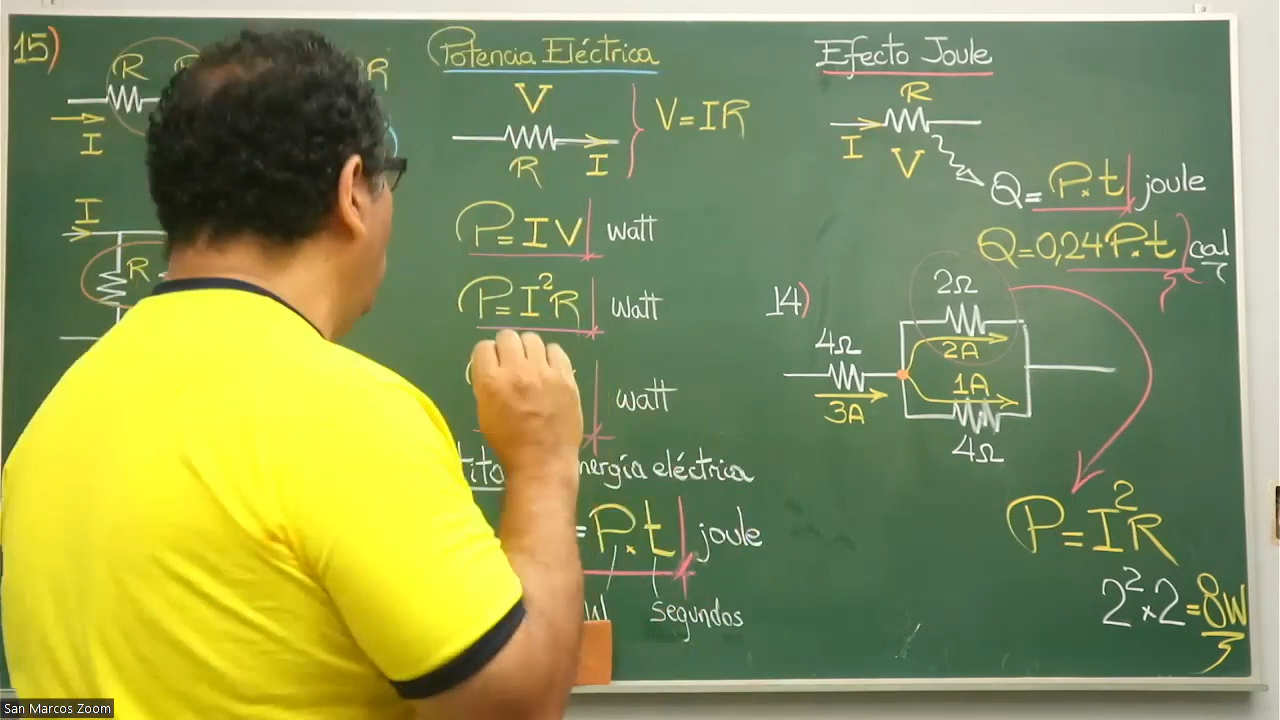 15)
R
R
I
I
R
Potencia Eléctrica
V
R
I
V=IR
P=IV watt
P=I²R watt
watt
nergía eléctrica
=P×t joule
W segundos
Efecto Joule
R
I
V
Q=P×t joule
Q=0,24P×t cal
14)
2Ω
4Ω
2A
1A
3A
4Ω
P=I²R
2²×2=8W
San Marcos Zoom